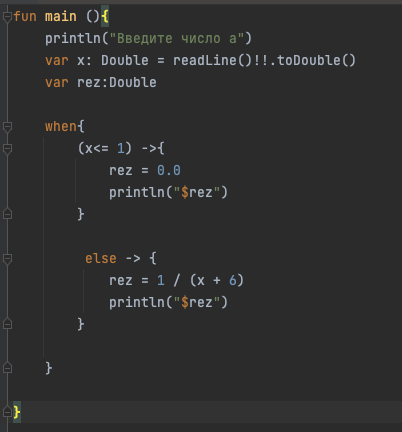 fun main (){
    println("Введите число а")
    var x: Double = readLine()!!.toDouble()
    var rez:Double
    when{
        (x<= 1) ->{
            rez = 0.0
            println("$rez")
        }
         else -> {
            rez = 1 / (x + 6)
            println("$rez")
        }
    }
}